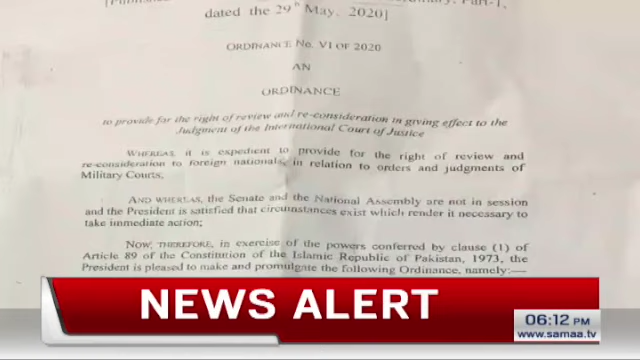 dated the 29th May, 2020]
ORDINANCE No. VI OF 2020
AN
ORDINANCE
to provide for the right of review and re-consideration in giving effect to the
Judgment of the International Court of Justice
WHEREAS, it is expedient to provide for the right of review and
re-consideration to foreign nationals, in relation to orders and judgments of
Military Courts;
AND WHEREAS, the Senate and the National Assembly are not in session
and the President is satisfied that circumstances exist which render it necessary to
take immediate action;
NOW, THEREFORE, in exercise of the powers conferred by clause (1) of
Article 89 of the Constitution of the Islamic Republic of Pakistan, 1973, the
the President is pleased to make and promulgate the following Ordinance, namely:—
NEWS ALERT
06:12 PM
www.samaa.tv